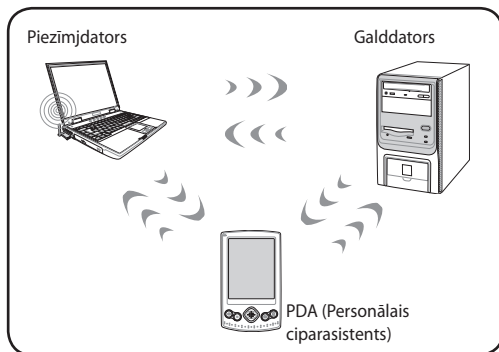 Piezīmjdators
Galddators
PDA (Personālais
ciparasistents)